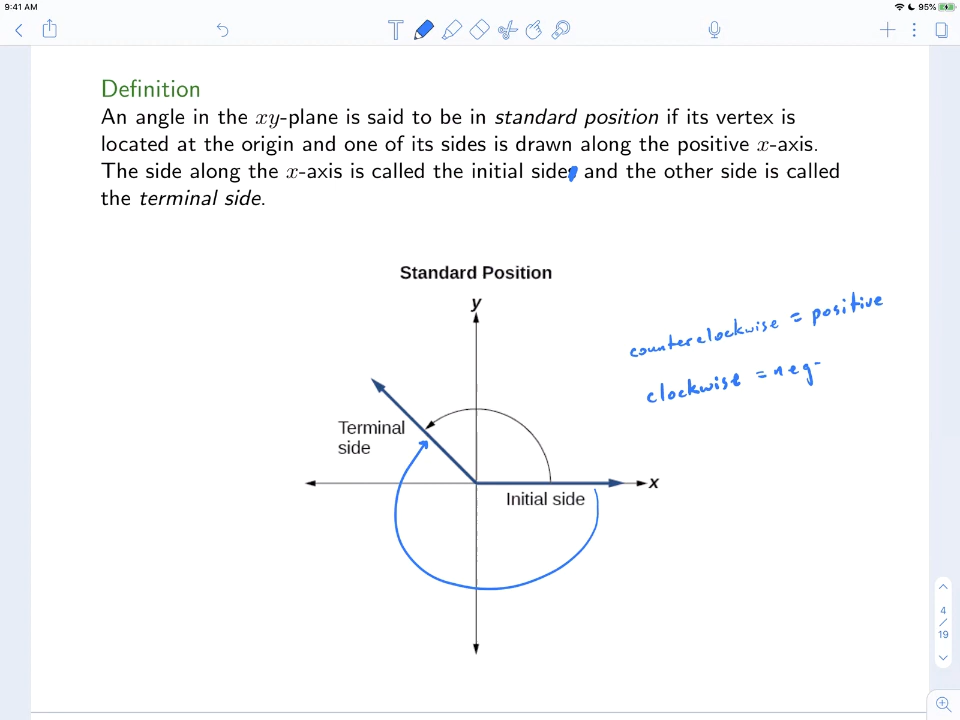 9:41 AM
95%
T
Definition
An angle in the xy-plane is said to be in standard position if its vertex is
located at the origin and one of its sides is drawn along the positive x-axis.
The side along the x-axis is called the initial side, and the other side is called
the terminal side.
Standard Position
y
counterclockwise = positive
clockwise = neg-
Terminal
side
x
Initial side
4
/
19